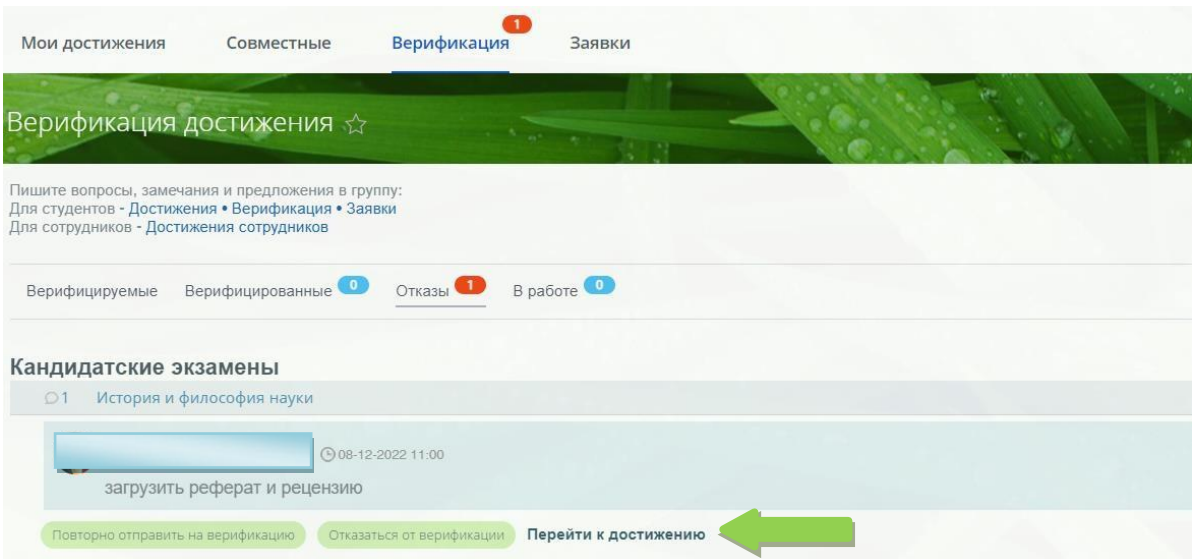 1
Мои достижения Совместные Верификация Заявки
Верификация достижения
Пишите вопросы, замечания и предложения в группу:
Для студентов - Достижения • Верификация • Заявки
Для сотрудников - Достижения сотрудников
Верифицируемые Верифицированные 0 Отказы 1 В работе 0
Кандидатские экзамены
1 История и философия науки
08-12-2022 11:00
загрузить реферат и рецензию
Повторно отправить на верификацию Отказаться от верификации Перейти к достижению